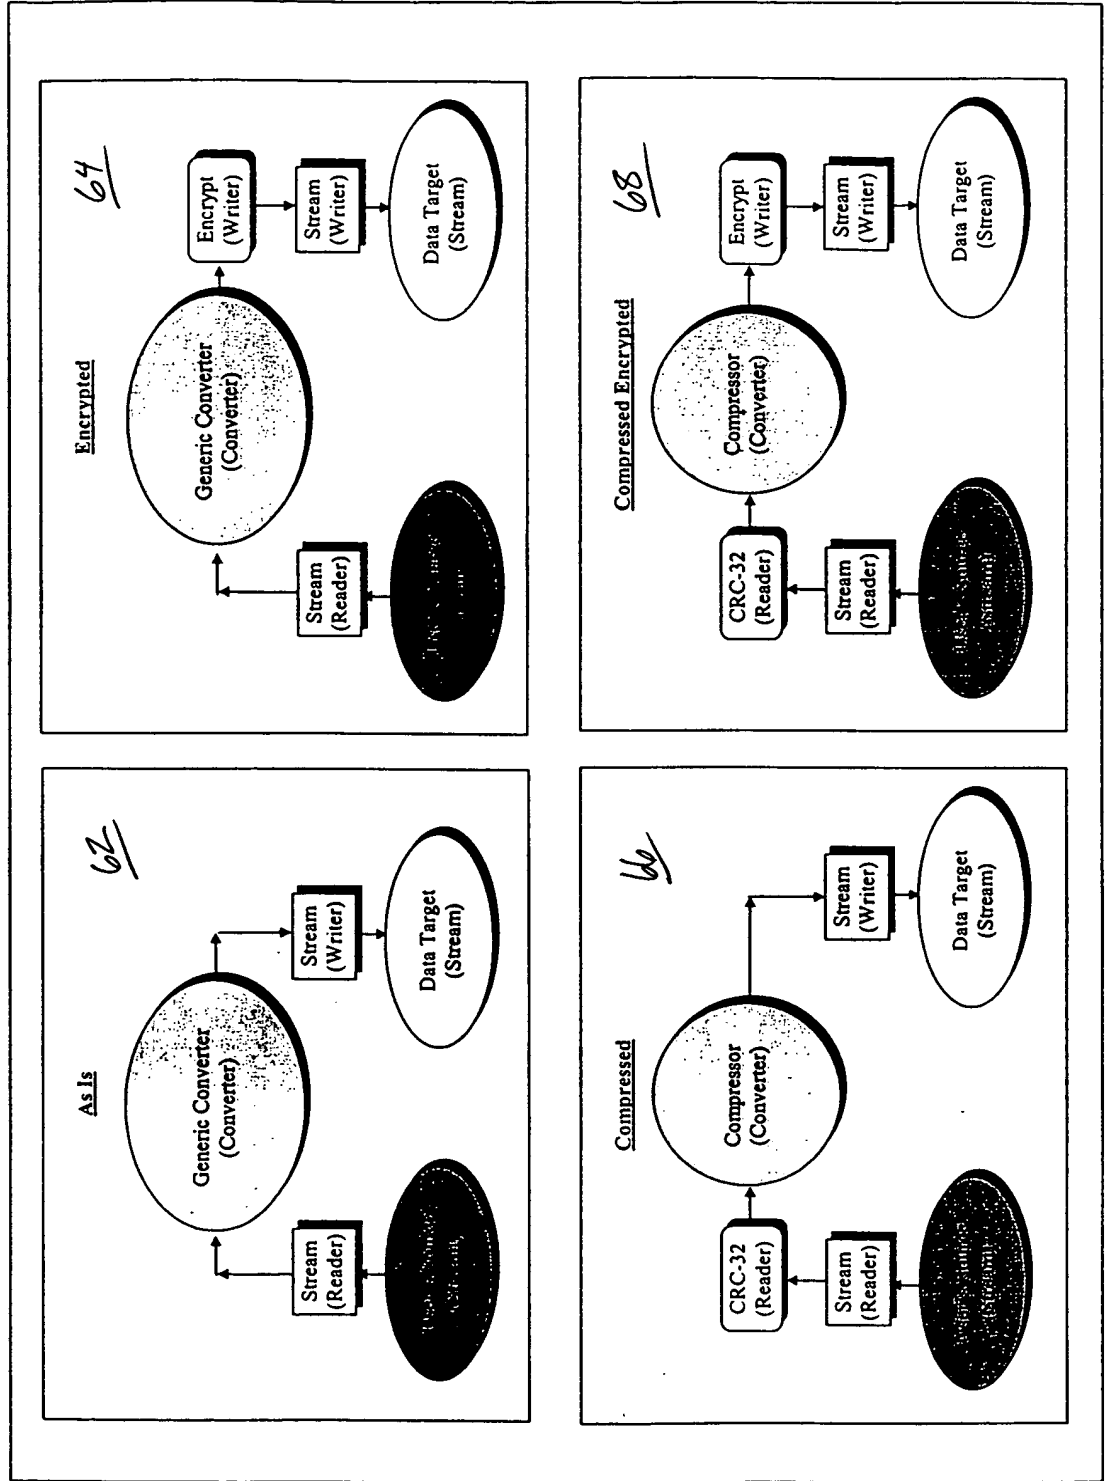 As Is
62
Generic Converter
(Converter)
Stream
(Reader)
Stream
(Writer)
Data Target
(Stream)
Encrypted
64
Generic Converter
(Converter)
Stream
(Reader)
Encrypt
(Writer)
Stream
(Writer)
Data Target
(Stream)
Compressed
66
CRC-32
(Reader)
Compressor
(Converter)
Stream
(Reader)
Stream
(Writer)
Data Target
(Stream)
Compressed Encrypted
68
CRC-32
(Reader)
Compressor
(Converter)
Encrypt
(Writer)
Stream
(Reader)
Stream
(Writer)
Data Target
(Stream)